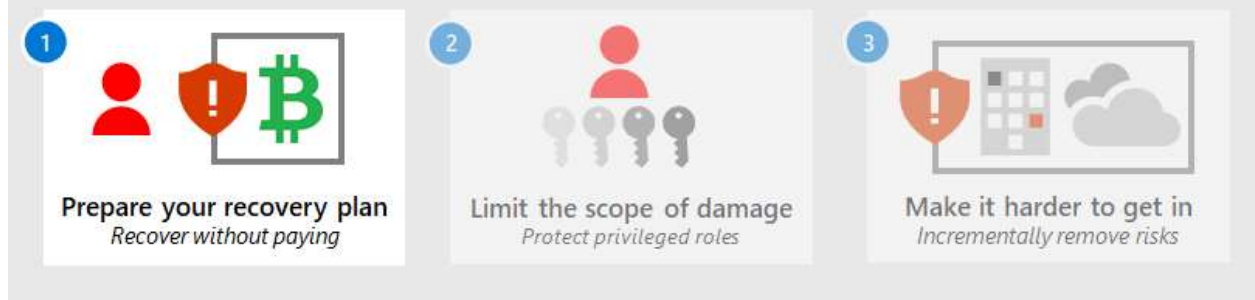 1
Prepare your recovery plan
Recover without paying
2
Limit the scope of damage
Protect privileged roles
3
Make it harder to get in
Incrementally remove risks